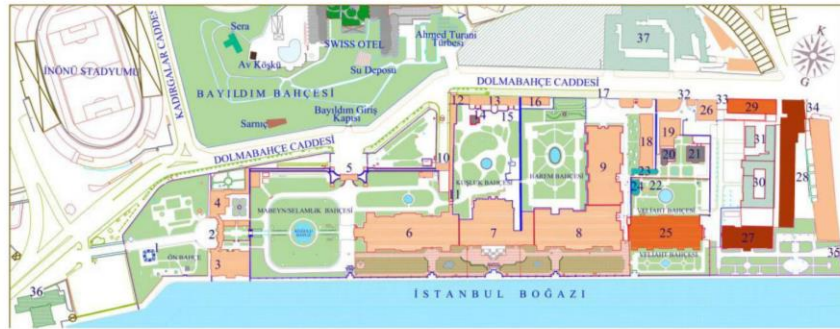 Sera
Av Köşkü
SWISS OTEL
Ahmed Turani
Türbesi
Su Deposu
37
K
G
İNÖNÜ STADYUMU
KADIRGALAR CADDESİ
BAYILDIM BAHÇESİ
DOLMABAHÇE CADDESİ
Sarnıç
Bayıldım Giriş
Kapısı
DOLMABAHÇE CADDESİ
12
13
14
15
16
17
32
33
34
26
29
5
10
11
KUŞLUK BAHÇESİ
HAREM BAHÇESİ
9
18
19
20
21
31
30
28
23
24
22
4
2
3
MABEYN/SELAMLIK BAHÇESİ
6
7
8
VELİAHT BAHÇESİ
25
27
VELİAHT BAHÇESİ
35
ÖN BAHÇE
36
İSTANBUL BOĞAZI